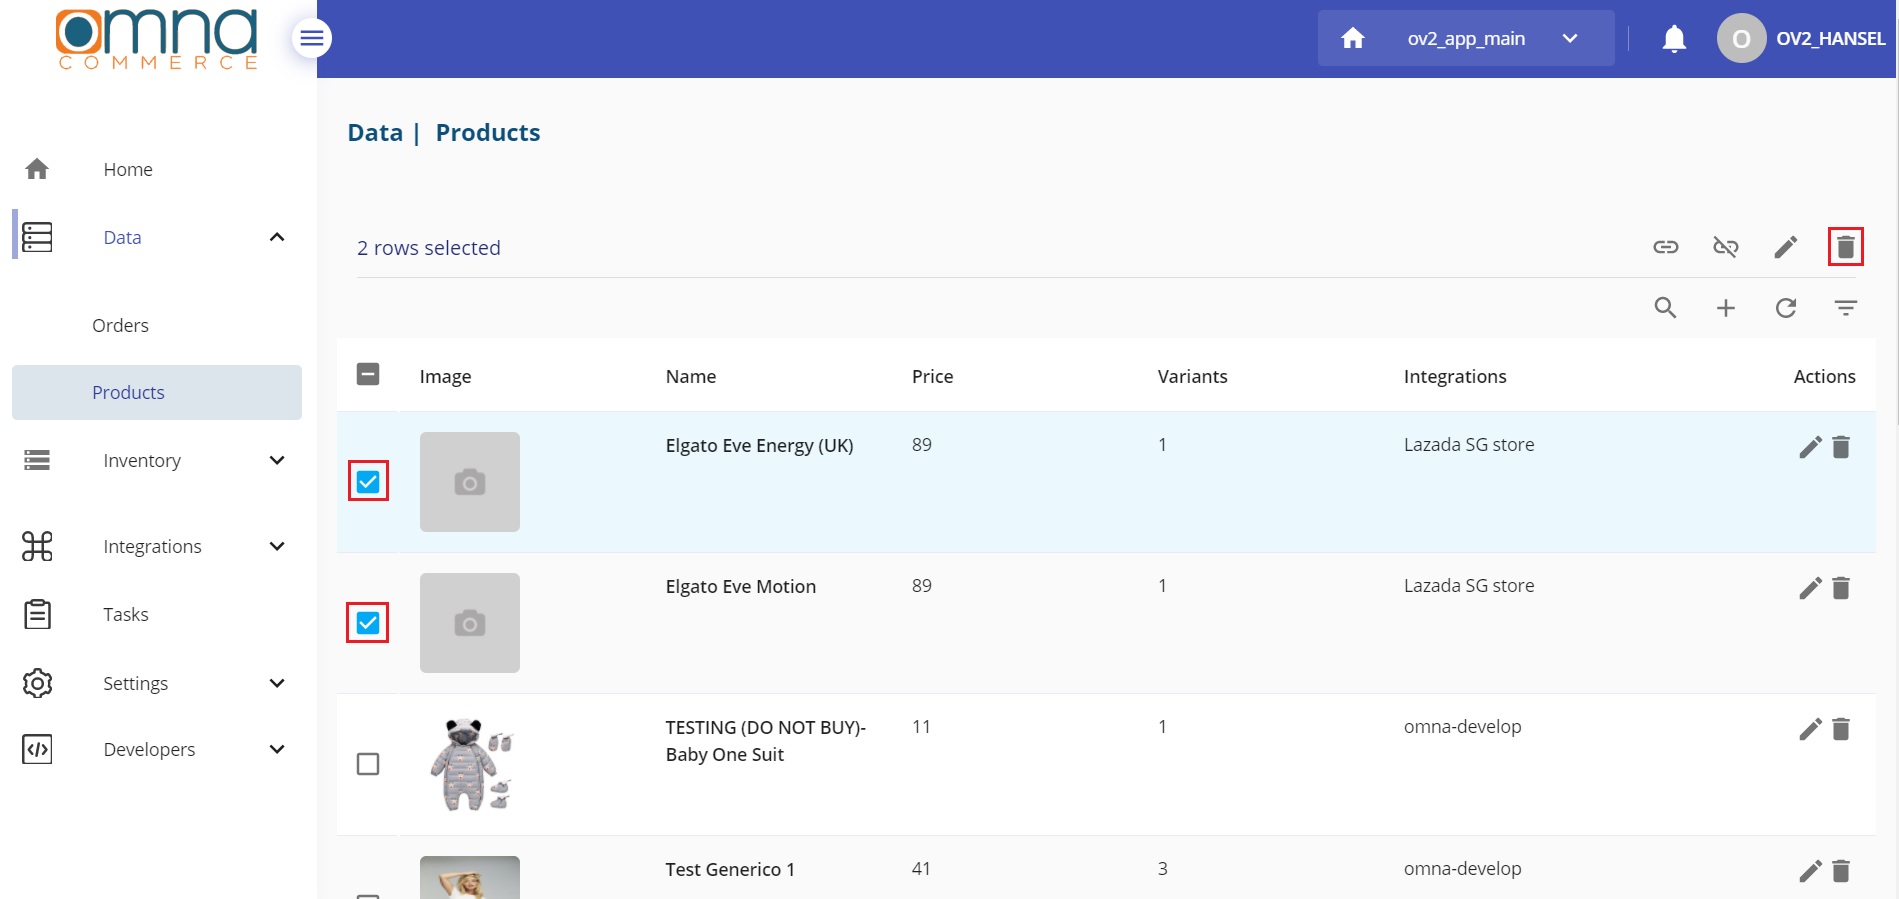 omna
COMMERCE
ov2_app_main
O
OV2_HANSEL
Home
Data
Orders
Products
Inventory
Integrations
Tasks
Settings
Developers
Data | Products
2 rows selected
Image Name Price Variants Integrations Actions
Elgato Eve Energy (UK) 89 1 Lazada SG store
Elgato Eve Motion 89 1 Lazada SG store
TESTING (DO NOT BUY)- 11 1 omna-develop
Baby One Suit
Test Generico 1 41 3 omna-develop